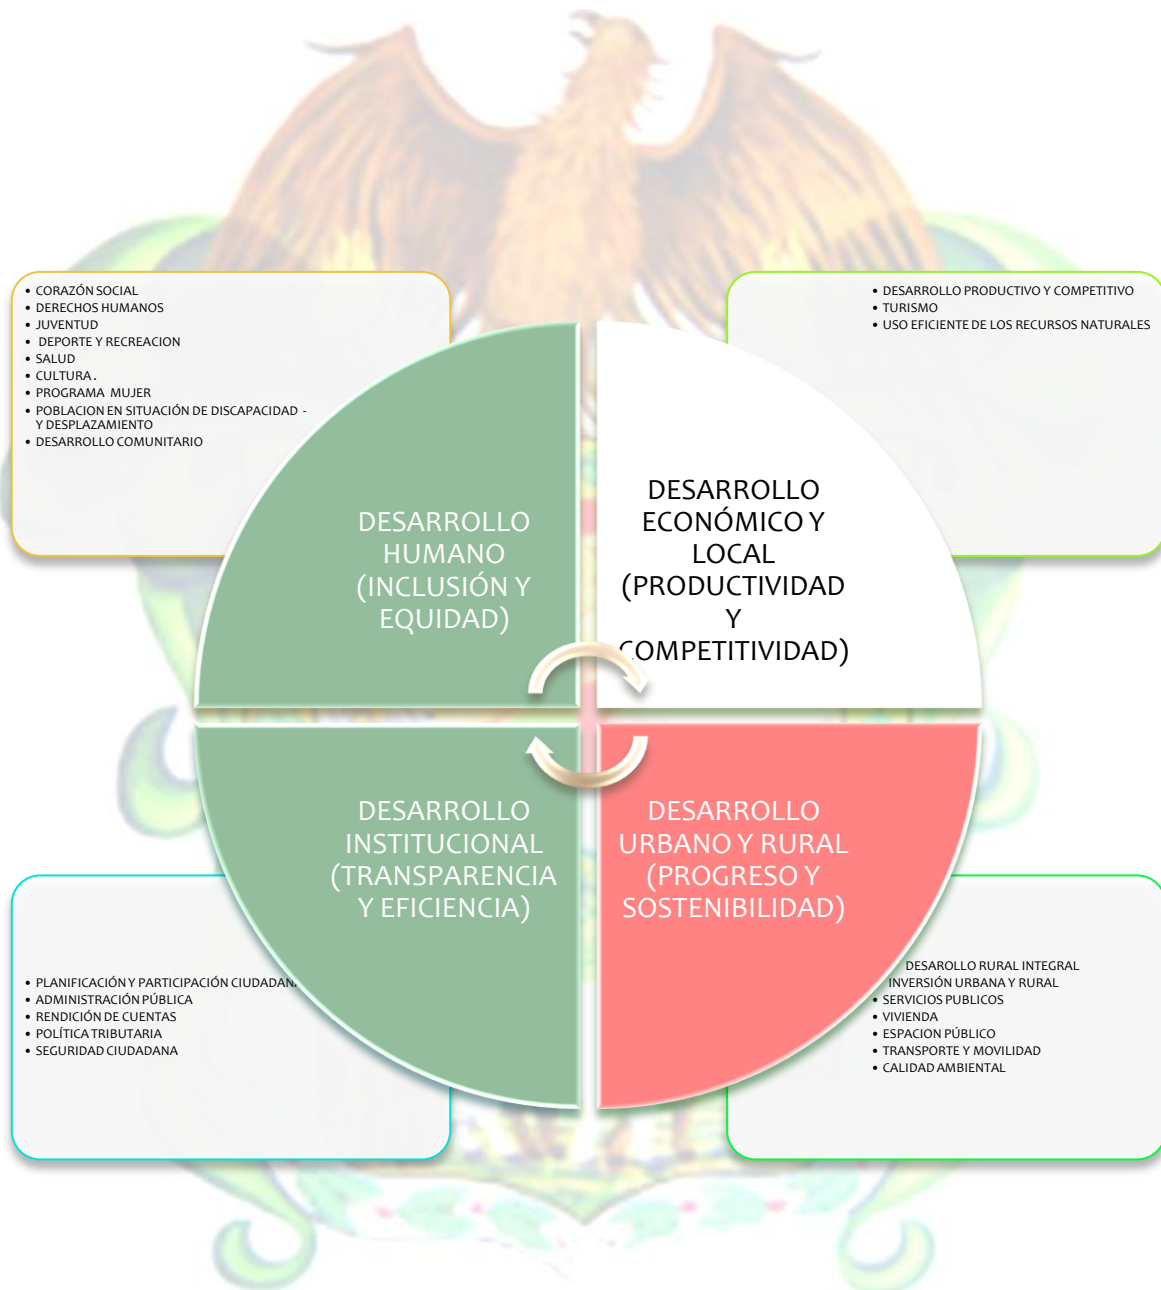 • CORAZÓN SOCIAL
• DERECHOS HUMANOS
• JUVENTUD
• DEPORTE Y RECREACION
• SALUD
• CULTURA .
• PROGRAMA MUJER
• POBLACION EN SITUACIÓN DE DISCAPACIDAD -
Y DESPLAZAMIENTO
• DESARROLLO COMUNITARIO
• DESARROLLO PRODUCTIVO Y COMPETITIVO
• TURISMO
• USO EFICIENTE DE LOS RECURSOS NATURALES
DESARROLLO
HUMANO
(INCLUSIÓN Y
EQUIDAD)
DESARROLLO
ECONÓMICO Y
LOCAL
(PRODUCTIVIDAD
Y
COMPETITIVIDAD)
DESARROLLO
INSTITUCIONAL
(TRANSPARENCIA
Y EFICIENCIA)
DESARROLLO
URBANO Y RURAL
(PROGRESO Y
SOSTENIBILIDAD)
• PLANIFICACIÓN Y PARTICIPACIÓN CIUDADANA
• ADMINISTRACIÓN PÚBLICA
• RENDICIÓN DE CUENTAS
• POLÍTICA TRIBUTARIA
• SEGURIDAD CIUDADANA
DESAROLLO RURAL INTEGRAL
INVERSIÓN URBANA Y RURAL
• SERVICIOS PUBLICOS
• VIVIENDA
• ESPACION PÚBLICO
• TRANSPORTE Y MOVILIDAD
• CALIDAD AMBIENTAL